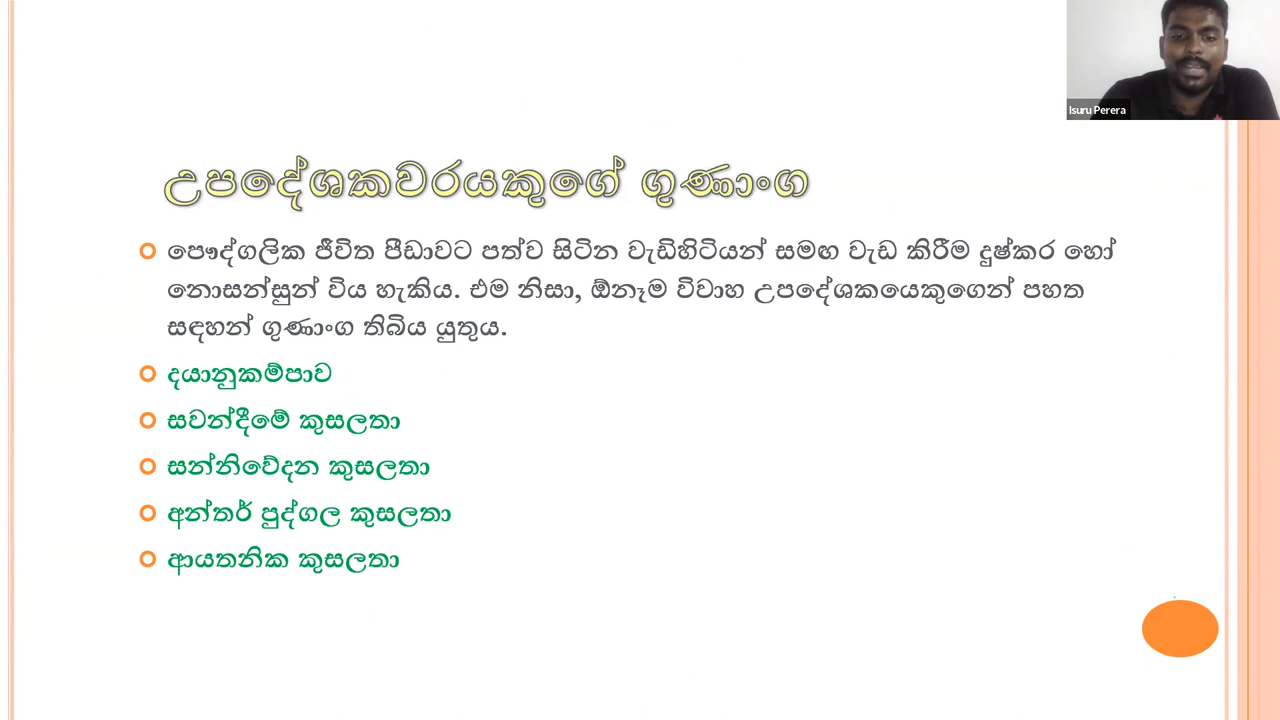 Isuru Perera
උපදේශකවරයකුගේ ගුණාංග
පෞද්ගලික ජීවිත පීඩාවට පත්ව සිටින වැඩිහිටියන් සමඟ වැඩ කිරීම දුෂ්කර හෝ
නොසන්සුන් විය හැකිය. එම නිසා, ඕනෑම විවාහ උපදේශකයෙකුගෙන් පහත
සඳහන් ගුණාංග තිබිය යුතුය.
දයානුකම්පාව
සවන්දීමේ කුසලතා
සන්නිවේදන කුසලතා
අන්තර් පුද්ගල කුසලතා
ආයතනික කුසලතා